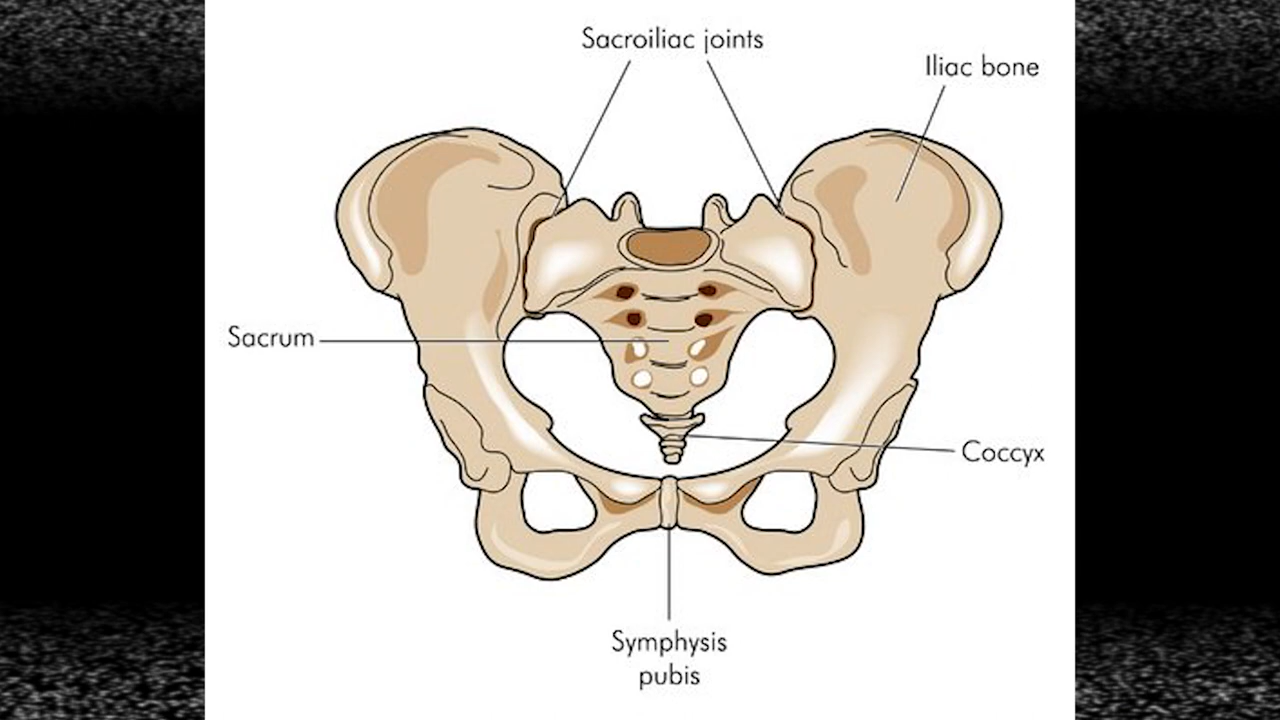 Sacroiliac joints
Iliac bone
Sacrum
Coccyx
Symphysis
pubis